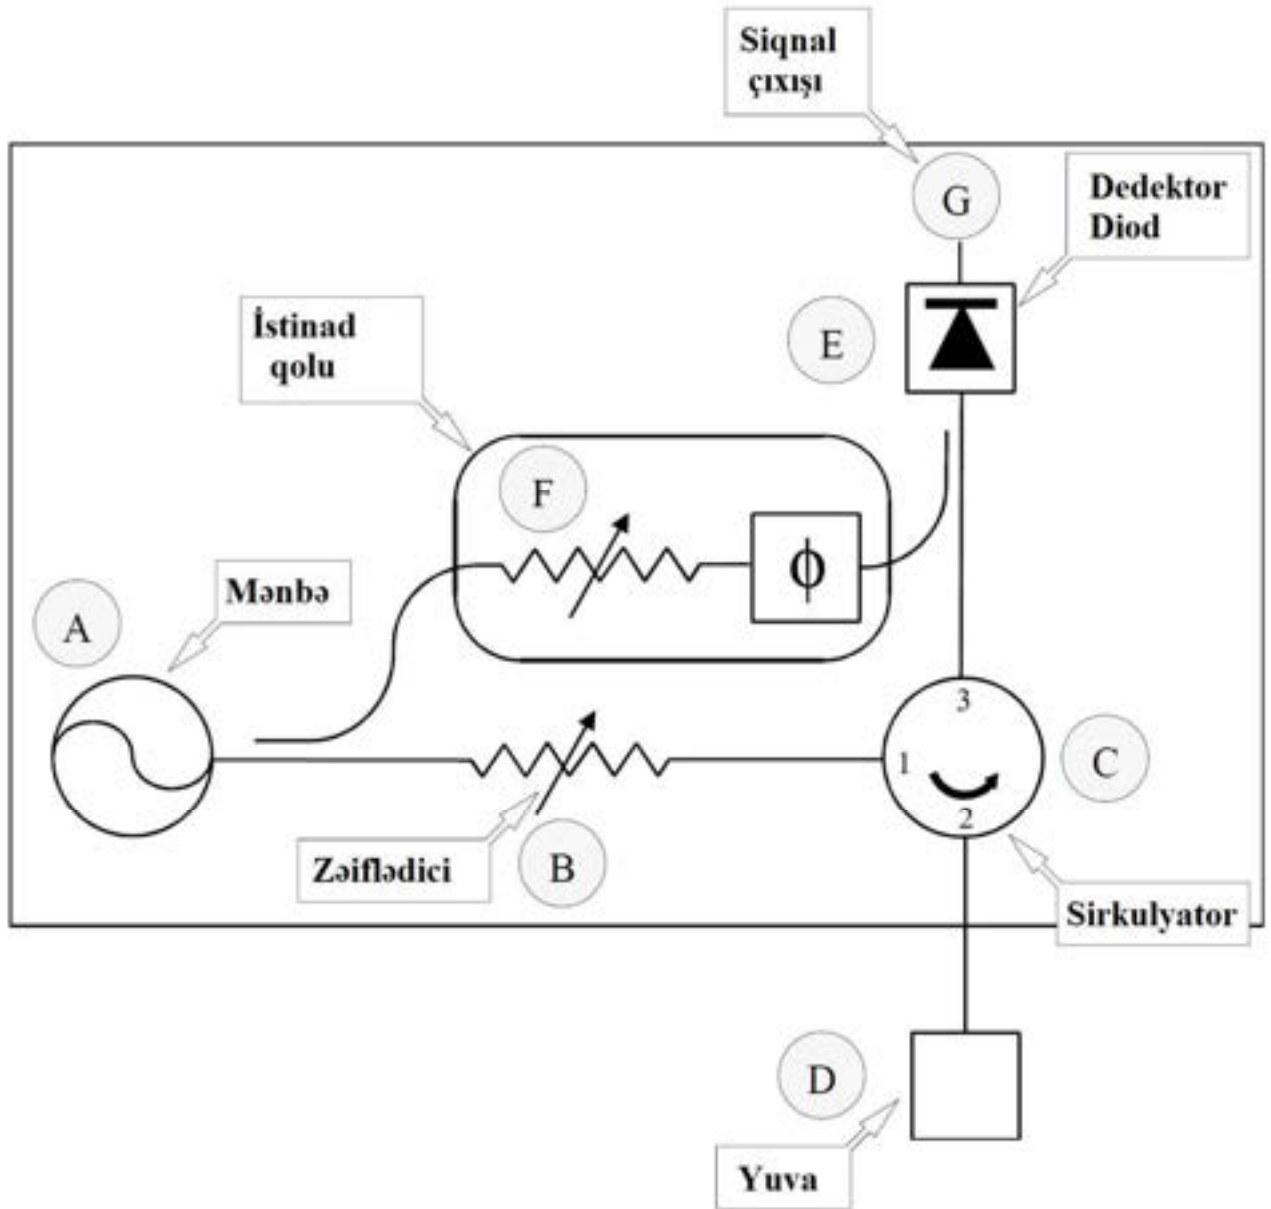 Siqnal
çıxışı
G
Dedektor
Diod
E
İstinad
qolu
F
ϕ
A
Mənbə
3
1
2
C
Zəiflədici
B
Sirkulyator
D
Yuva